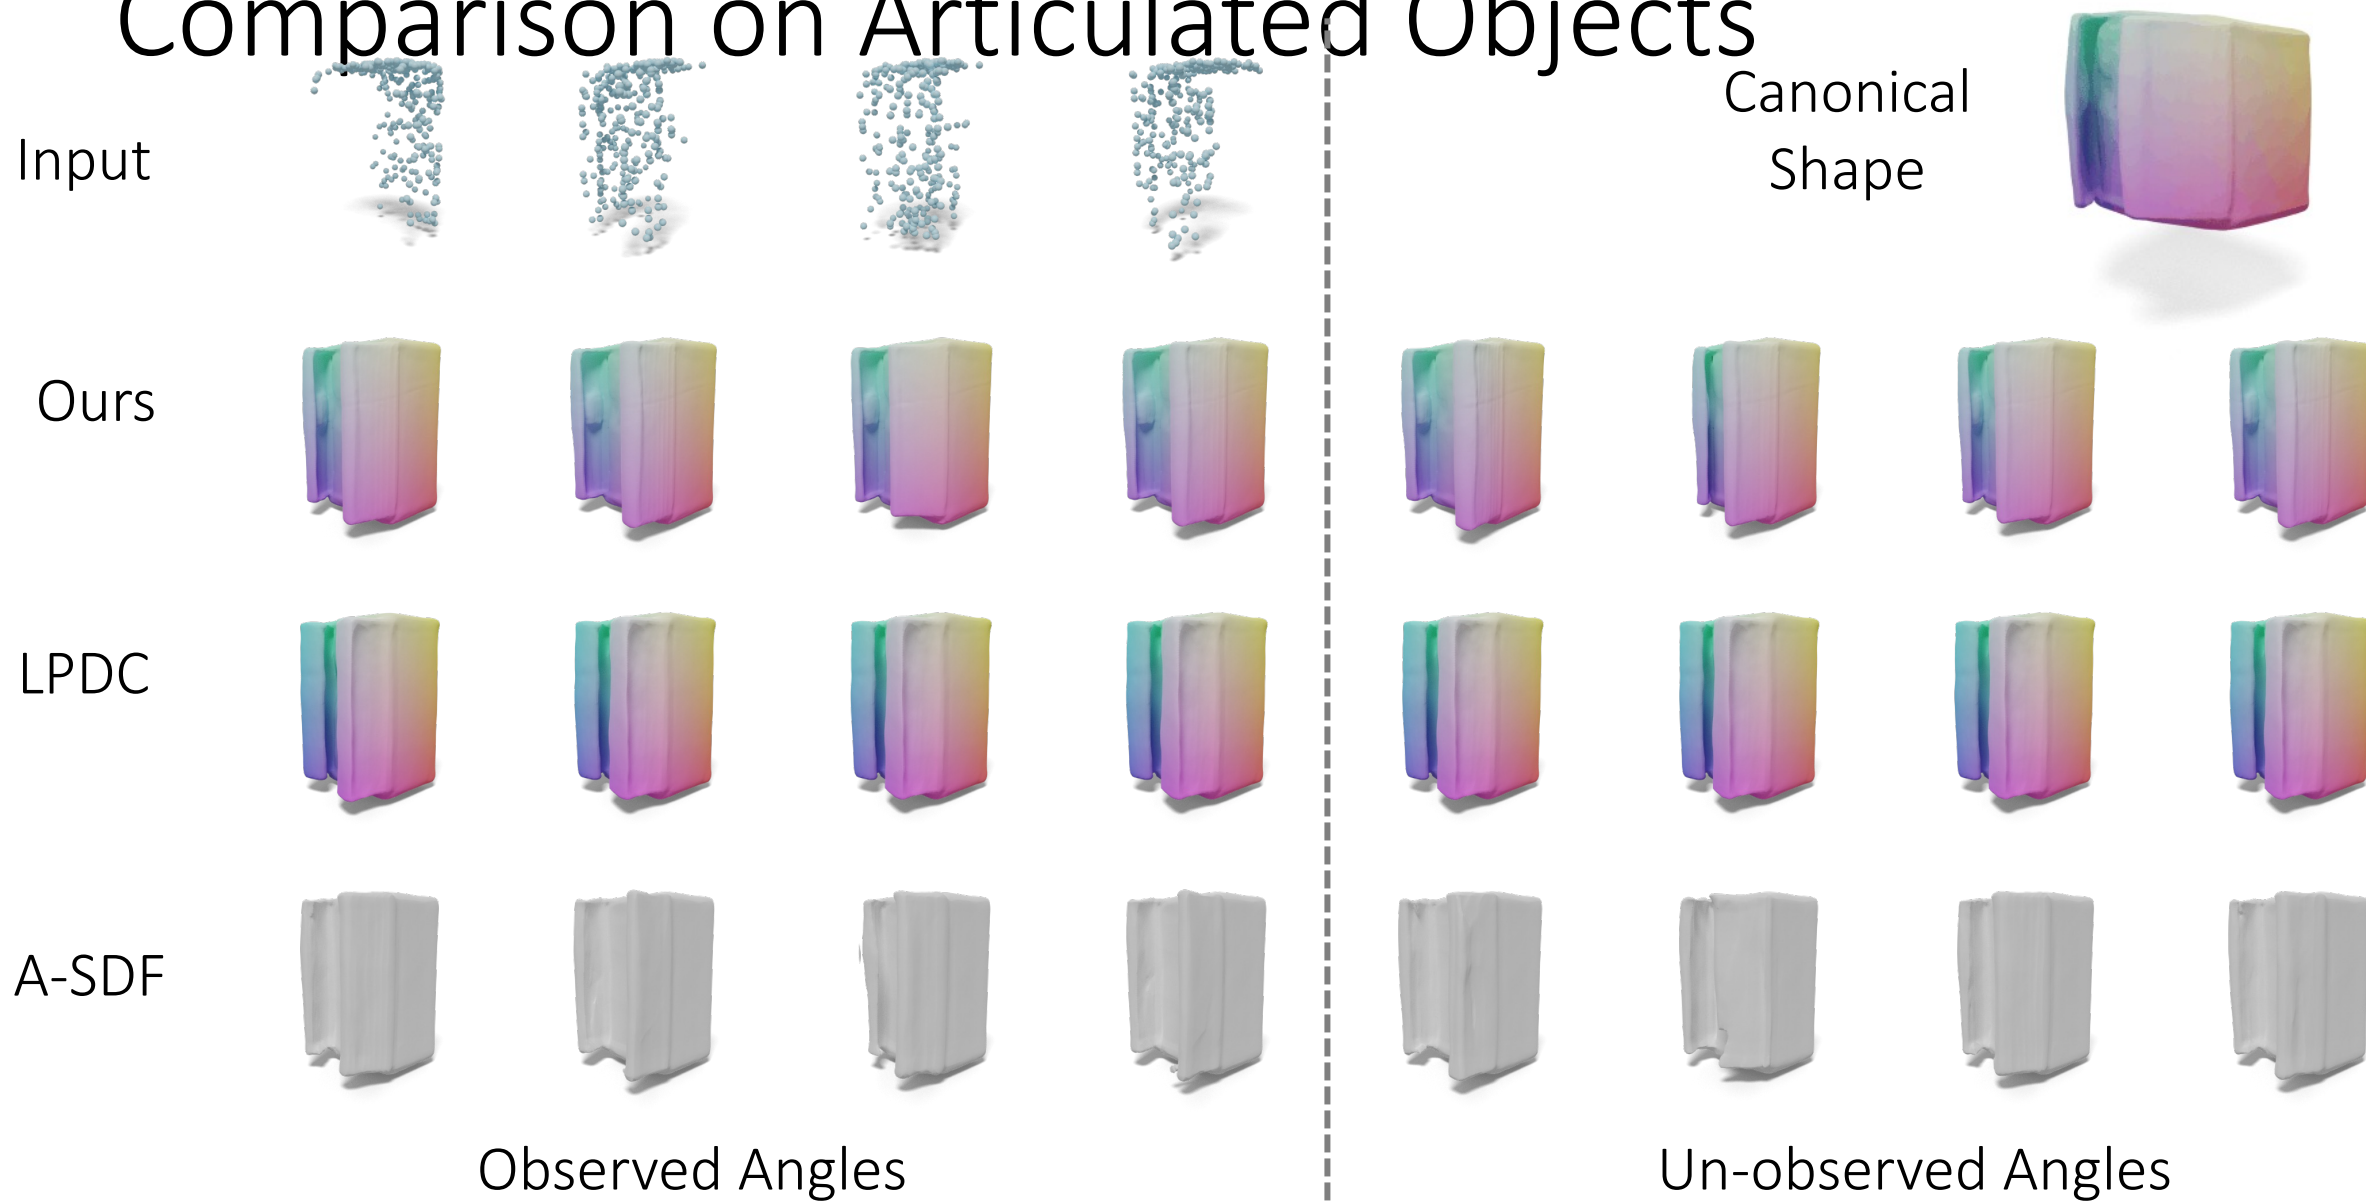 Comparison on Articulated Objects
Canonical
Shape
Input
Ours
LPDC
A-SDF
Observed Angles
Un-observed Angles